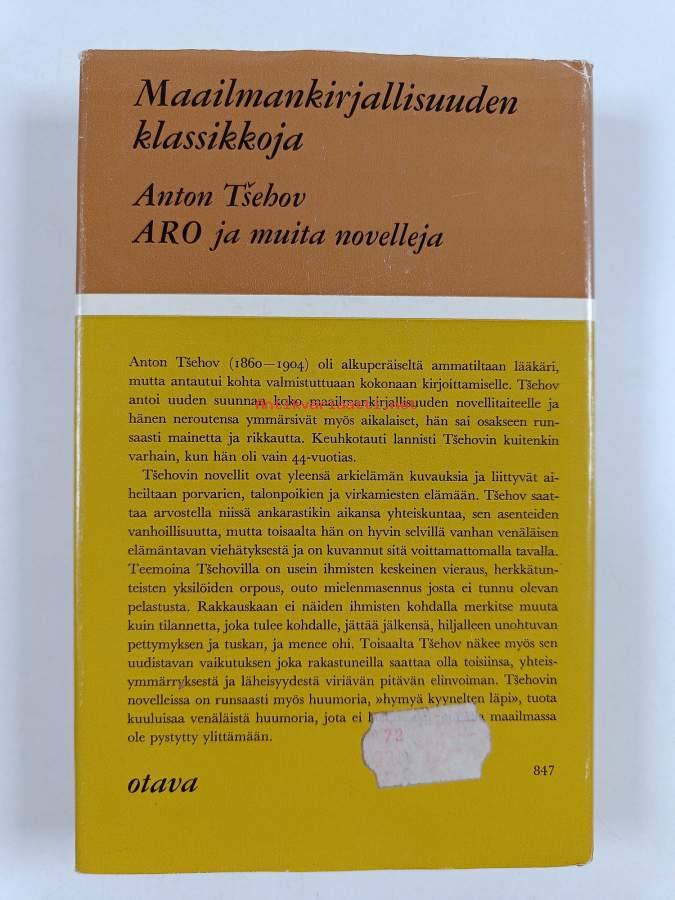 Maailmankirjallisuuden
klassikkoja
Anton Tšehov
ARO ja muita novelleja
Anton Tšehov (1860—1904) oli alkuperäiseltä ammatiltaan lääkäri,
mutta antautui kohta valmistuttuaan kokonaan kirjoittamiselle. Tšehov
antoi uuden suunnan koko maailmankirjallisuuden novellitaiteelle ja
Antikvariaatti.net
hänen neroutensa ymmärsivät myös aikalaiset, hän sai osakseen run-
saasti mainetta ja rikkautta. Keuhkotauti lannisti Tšehovin kuitenkin
varhain, kun hän oli vain 44-vuotias.
Tšehovin novellit ovat yleensä arkielämän kuvauksia ja liittyvät ai-
heiltaan porvarien, talonpoikien ja virkamiesten elämään. Tšehov saat-
taa arvostella niissä ankarastikin aikansa yhteiskuntaa, sen asenteiden
vanhoillisuutta, mutta toisaalta hän on hyvin selvillä vanhan venäläisen
elämäntavan viehätyksestä ja on kuvannut sitä voittamattomalla tavalla.
Teemoina Tšehovilla on usein ihmisten keskeinen vieraus, herkkätun-
teisten yksilöiden orpous, outo mielenmasennus josta ei tunnu olevan
pelastusta. Rakkauskaan ei näiden ihmisten kohdalla merkitse muuta
kuin tilannetta, joka tulee kohdalle, jättää jälkensä, hiljalleen unohtuvan
pettymyksen ja tuskan, ja menee ohi. Toisaalta Tšehov näkee myös sen
uudistavan vaikutuksen joka rakastuneilla saattaa olla toisiinsa, yhteis-
ymmärryksestä ja läheisyydestä viriävän pitävän elinvoiman. Tšehovin
novelleissa on runsaasti myös huumoria, »hymyä kyynelten läpi», tuota
kuuluisaa venäläistä huumoria, jota ei maailmassa
ole pystytty ylittämään.
22
847
otava